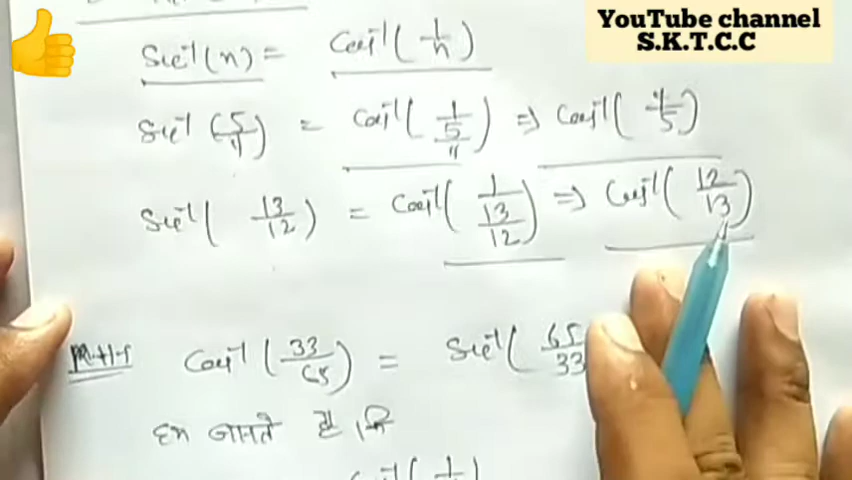 YouTube channel
S.K.T.C.C
Sec⁻¹(x) = Cos⁻¹(1/x)
Sec⁻¹(5/4) = Cos⁻¹(1/(5/4)) ⇒ Cos⁻¹(4/5)
Sec⁻¹(13/12) = Cos⁻¹(1/(13/12)) ⇒ Cos⁻¹(12/13)
R.H.S Cos⁻¹(33/65) = Sec⁻¹(65/33
हम जानते है कि